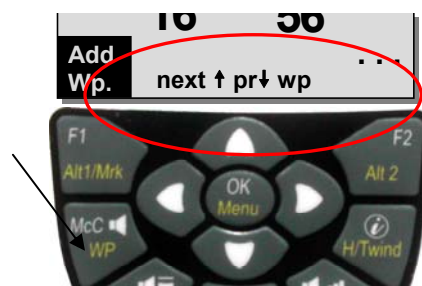 16 56
Add
Wp.
. . .
next ↑ pr↓ wp
F1
F2
Alt1/Mrk
OK
Menu
Alt 2
McC
WP
i
H/Twind